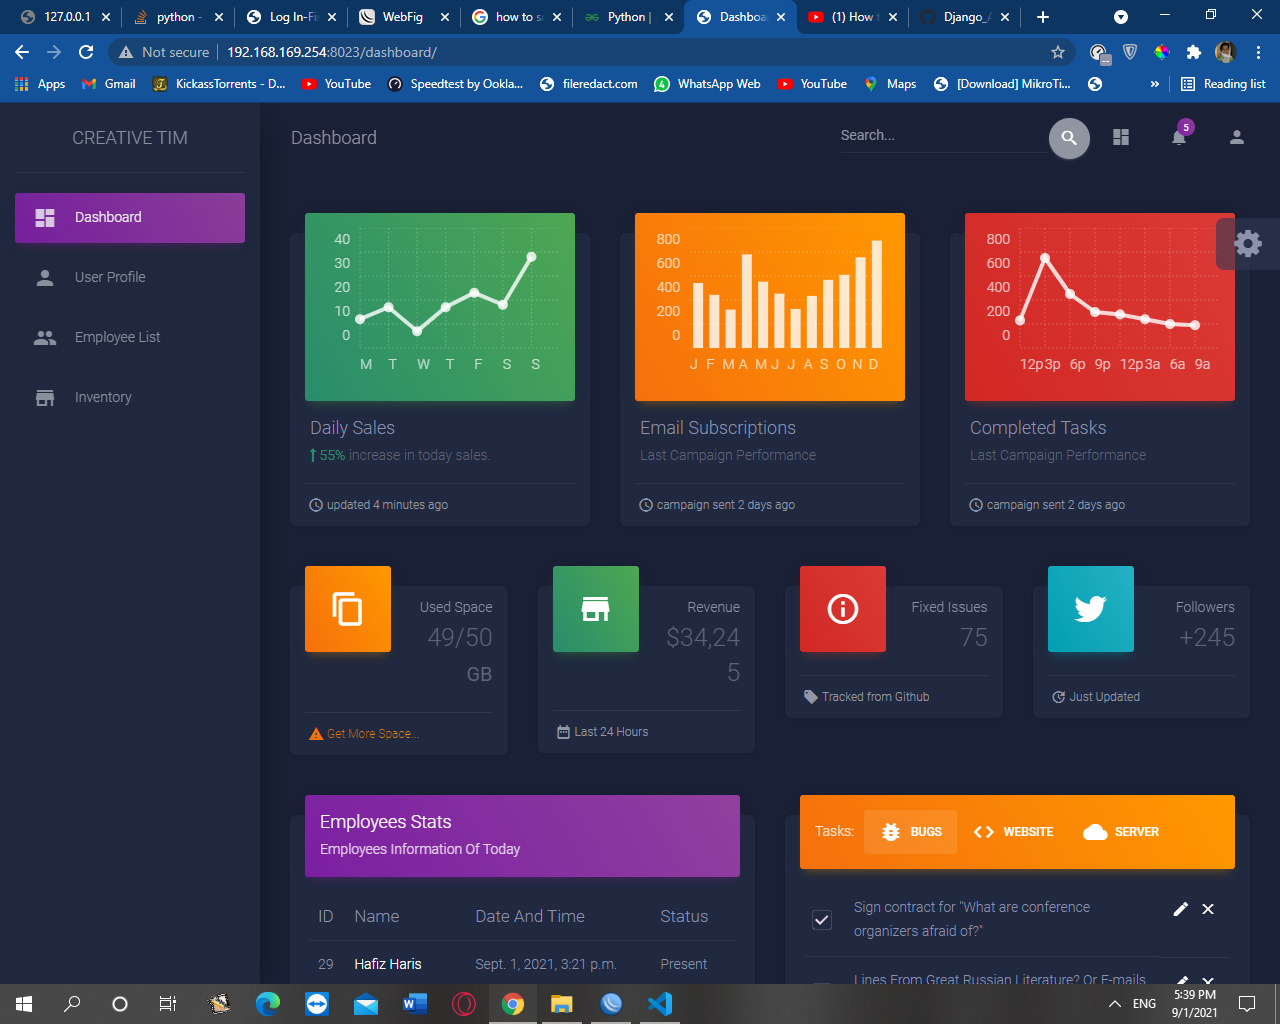 127.0.0.1
python -
Log In-Fi
WebFig
how to s
Python |
Dashboa
(1) How t
Django_
Not secure
192.168.169.254:8023/dashboard/
Apps
Gmail
KickassTorrents - D...
YouTube
Speedtest by Ookla...
fileredact.com
4
WhatsApp Web
YouTube
Maps
[Download] MikroTi...
»
Reading list
CREATIVE TIM
Dashboard
Search...
5
Dashboard
User Profile
Employee List
Inventory
40
30
20
10
0
M T W T F S S
Daily Sales
55% increase in today sales.
updated 4 minutes ago
800
600
400
200
0
J F M A M J J A S O N D
Email Subscriptions
Last Campaign Performance
campaign sent 2 days ago
800
600
400
200
0
12p 3p 6p 9p 12p 3a 6a 9a
Completed Tasks
Last Campaign Performance
campaign sent 2 days ago
Used Space
49/50
GB
Get More Space...
Revenue
$34,24
5
Last 24 Hours
Fixed Issues
75
Tracked from Github
Followers
+245
Just Updated
Employees Stats
Employees Information Of Today
ID Name Date And Time Status
29 Hafiz Haris Sept. 1, 2021, 3:21 p.m. Present
Tasks: BUGS WEBSITE SERVER
Sign contract for "What are conference
organizers afraid of?"
Lines From Great Russian Literature? Or E-mails
ENG
5:39 PM
9/1/2021